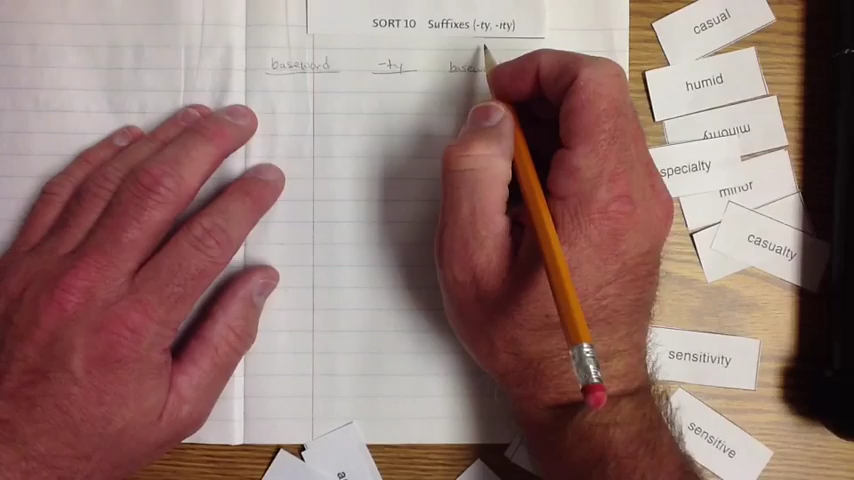 SORT 10 Suffixes (-ty, -ity)
baseword -ty
casual
humid
minority
specialty
minor
casualty
sensitivity
sensitive